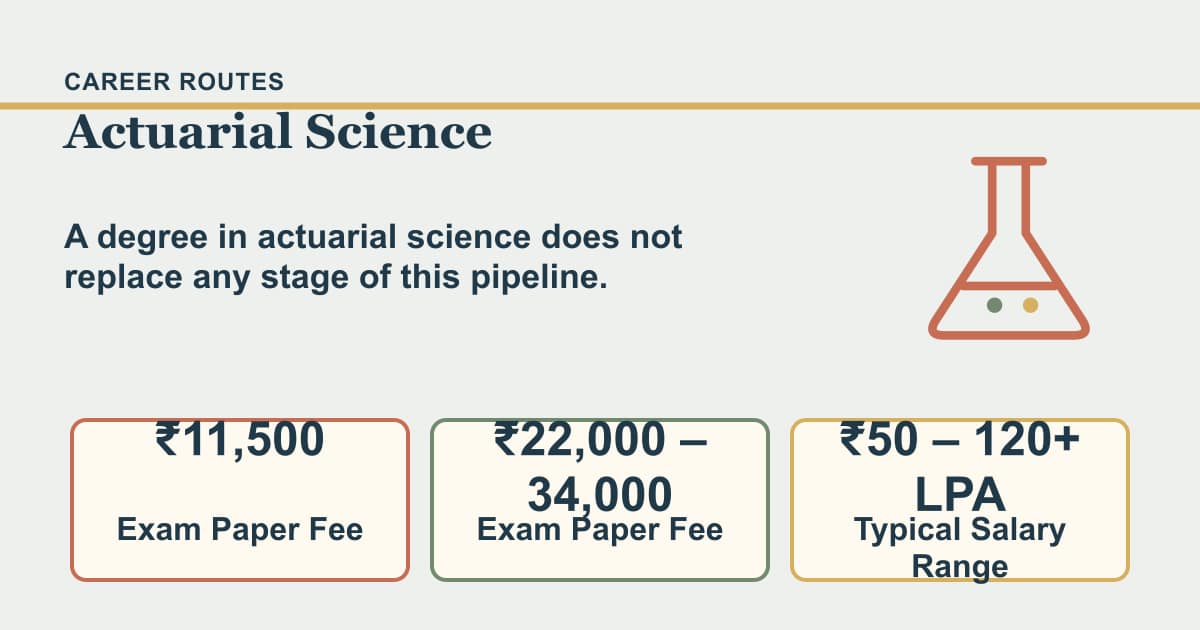 CAREER ROUTES
Actuarial Science
A degree in actuarial science does not
replace any stage of this pipeline.
₹11,500
Exam Paper Fee
₹22,000 –
34,000
Exam Paper Fee
₹50 – 120+
LPA
Typical Salary
Range